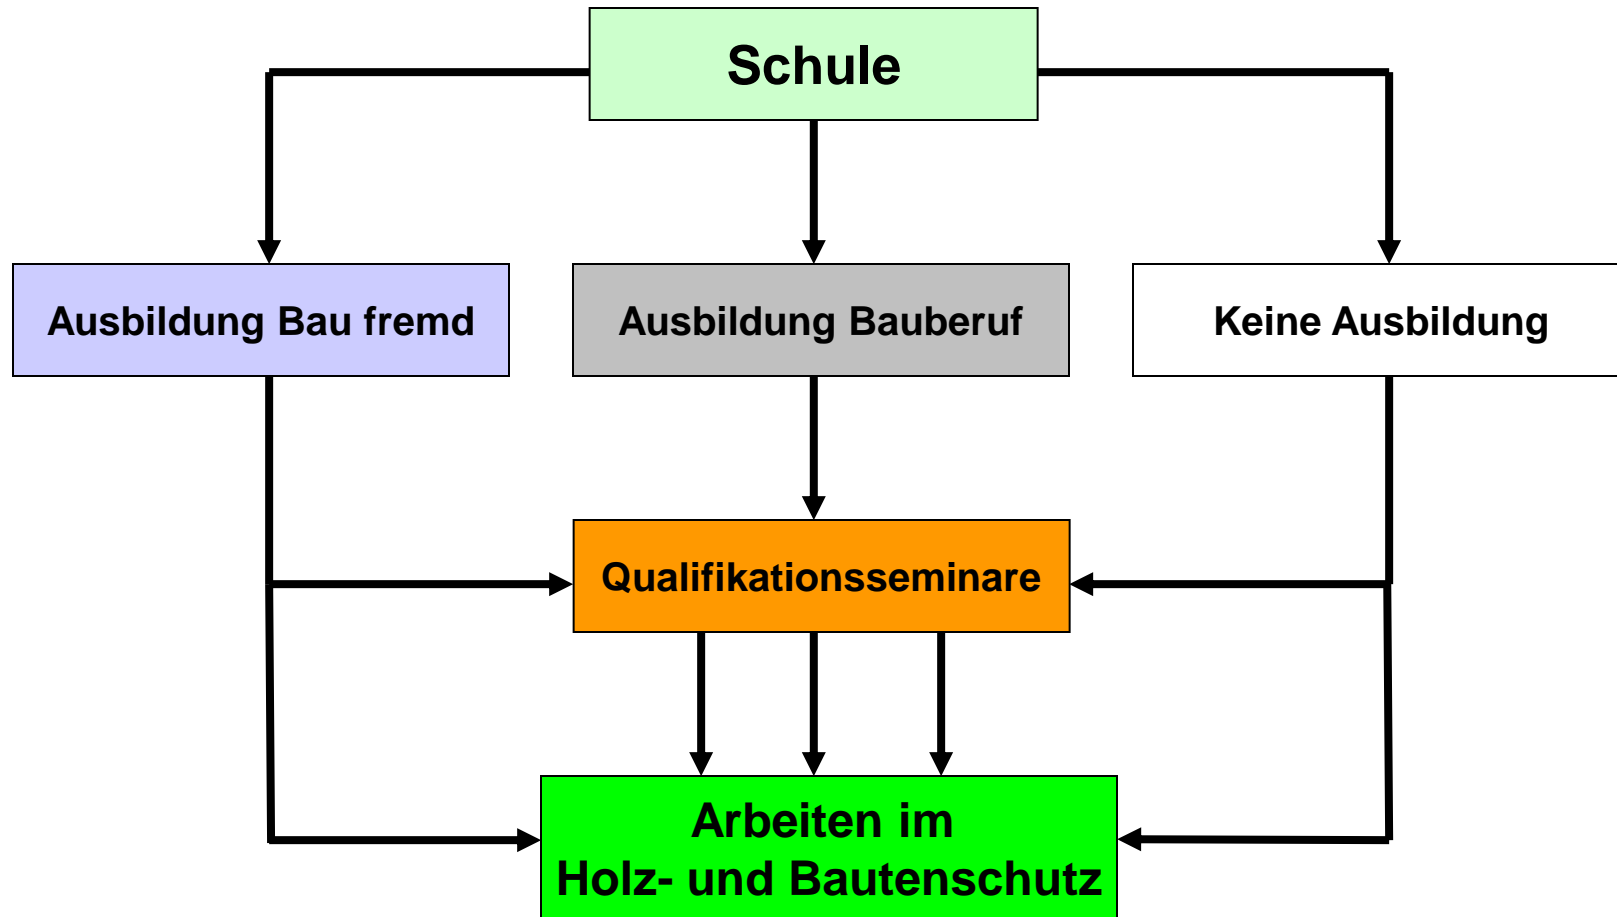 Schule
Ausbildung Bau fremd
Ausbildung Bauberuf
Keine Ausbildung
Qualifikationsseminare
Arbeiten im
Holz- und Bautenschutz